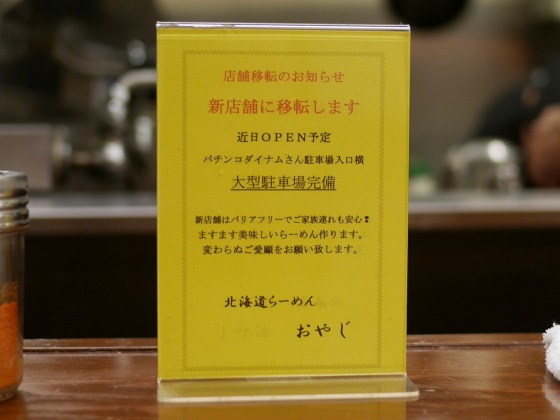 店舗移転のお知らせ
新店舗に移転します
近日OPEN予定
パチンコダイナムさん駐車場入口横
大型駐車場完備
新店舗はバリアフリーでご家族連れも安心❢
ますます美味しいらーめん作ります。
変わらぬご愛顧をお願い致します。
北海道らーめん
おやじ